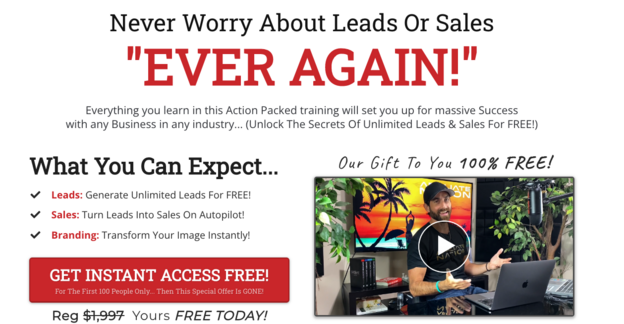 Never Worry About Leads Or Sales
"EVER AGAIN!"
Everything you learn in this Action Packed training will set you up for massive Success
with any Business in any industry... (Unlock The Secrets Of Unlimited Leads & Sales For FREE!)
What You Can Expect...
Leads: Generate Unlimited Leads For FREE!
Sales: Turn Leads Into Sales On Autopilot!
Branding: Transform Your Image Instantly!
GET INSTANT ACCESS FREE!
For The First 100 People Only... Then This Special Offer Is GONE!
Reg $1,997 Yours FREE TODAY!
Our Gift To You 100% FREE!